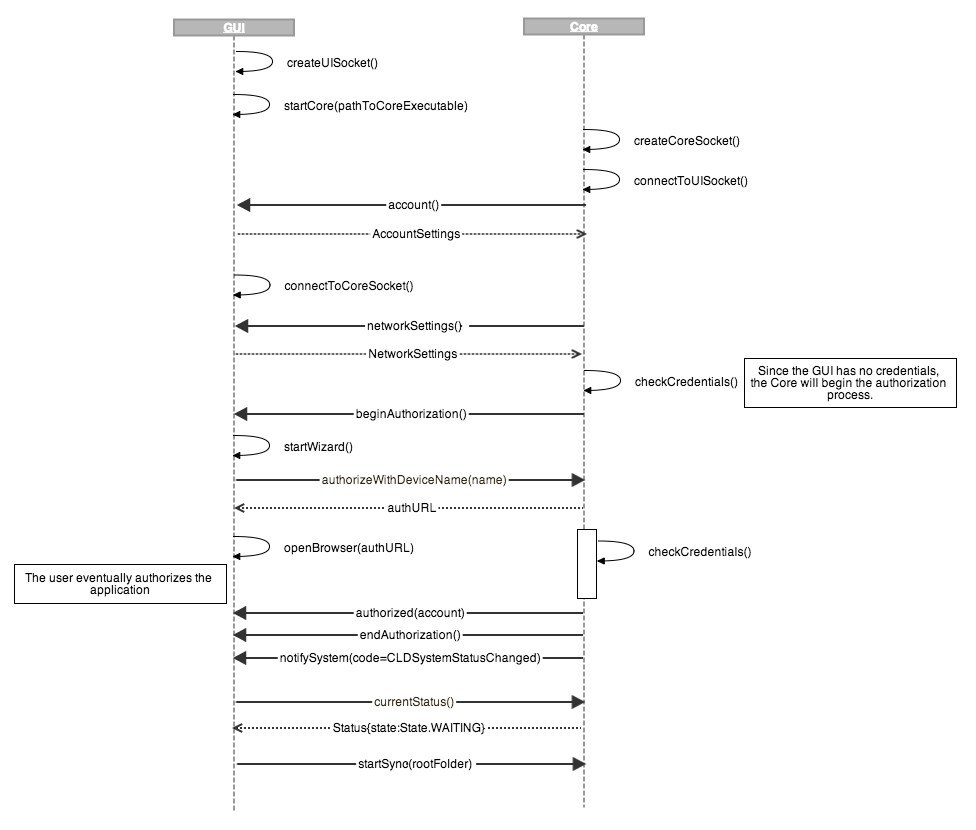 GUI
Core
createUISocket()
startCore(pathToCoreExecutable)
createCoreSocket()
connectToUISocket()
account()
AccountSettings
connectToCoreSocket()
networkSettings()
NetworkSettings
checkCredentials()
Since the GUI has no credentials,
the Core will begin the authorization
process.
beginAuthorization()
startWizard()
authorizeWithDeviceName(name)
authURL
openBrowser(authURL)
checkCredentials()
The user eventually authorizes the
application
authorized(account)
endAuthorization()
notifySystem(code=CLDSystemStatusChanged)
currentStatus()
Status{state:State.WAITING}
startSync(rootFolder)